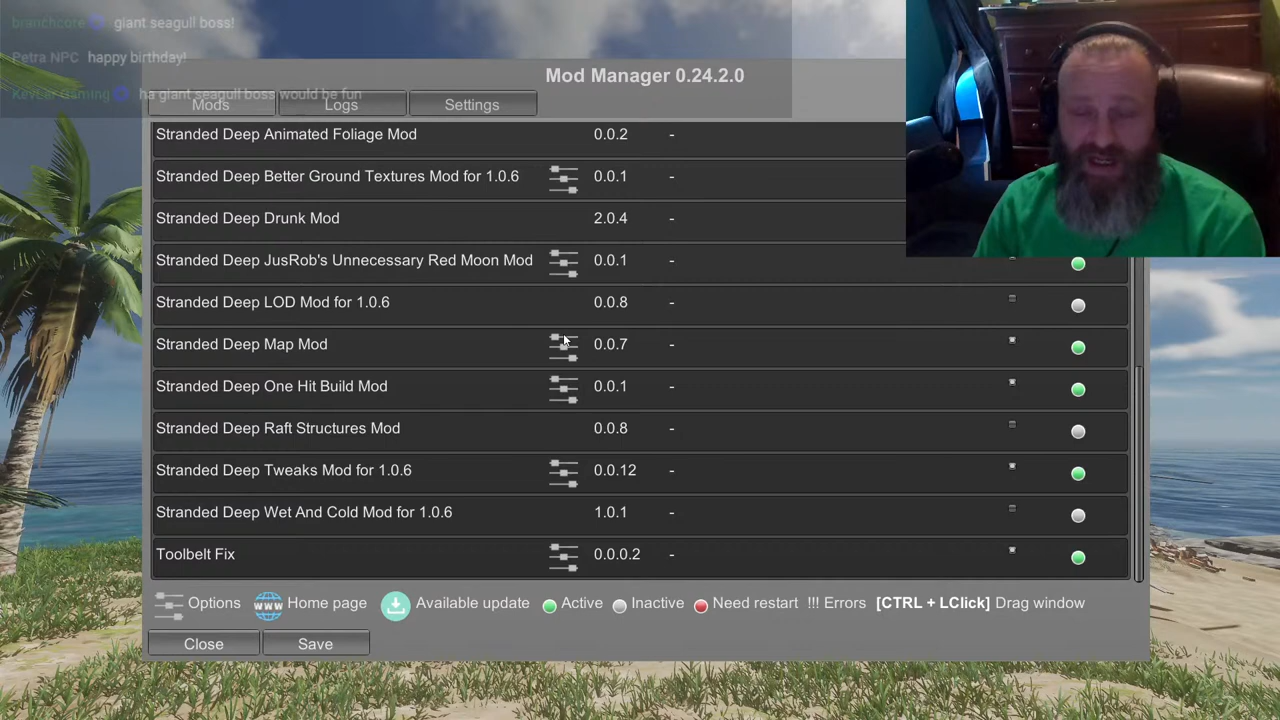 branchcore giant seagull boss!
Petra NPC happy birthday!
ha giant seagull boss would be fun
Mod Manager 0.24.2.0
Mods Logs Settings
Stranded Deep Animated Foliage Mod 0.0.2 -
Stranded Deep Better Ground Textures Mod for 1.0.6 0.0.1 -
Stranded Deep Drunk Mod 2.0.4 -
Stranded Deep JusRob's Unnecessary Red Moon Mod 0.0.1 -
Stranded Deep LOD Mod for 1.0.6 0.0.8 -
Stranded Deep Map Mod 0.0.7 -
Stranded Deep One Hit Build Mod 0.0.1 -
Stranded Deep Raft Structures Mod 0.0.8 -
Stranded Deep Tweaks Mod for 1.0.6 0.0.12 -
Stranded Deep Wet And Cold Mod for 1.0.6 1.0.1 -
Toolbelt Fix 0.0.0.2 -
Options www Home page Available update Active Inactive Need restart !!! Errors [CTRL + LClick] Drag window
Close Save